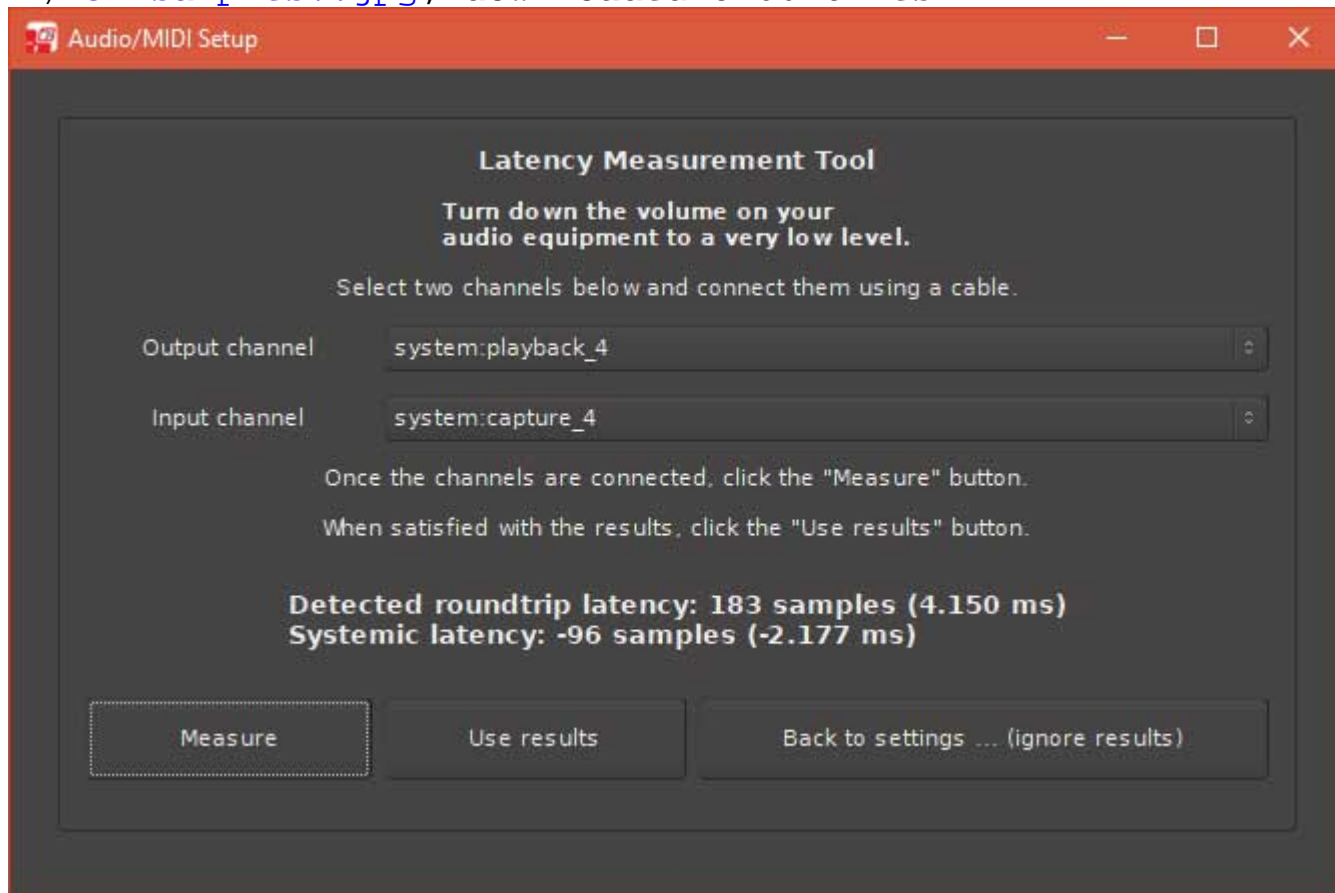 Audio/MIDI Setup
Latency Measurement Tool
Turn down the volume on your
audio equipment to a very low level.
Select two channels below and connect them using a cable.
Output channel system:playback_4
Input channel system:capture_4
Once the channels are connected, click the "Measure" button.
When satisfied with the results, click the "Use results" button.
Detected roundtrip latency: 183 samples (4.150 ms)
Systemic latency: -96 samples (-2.177 ms)
Measure Use results Back to settings ... (ignore results)